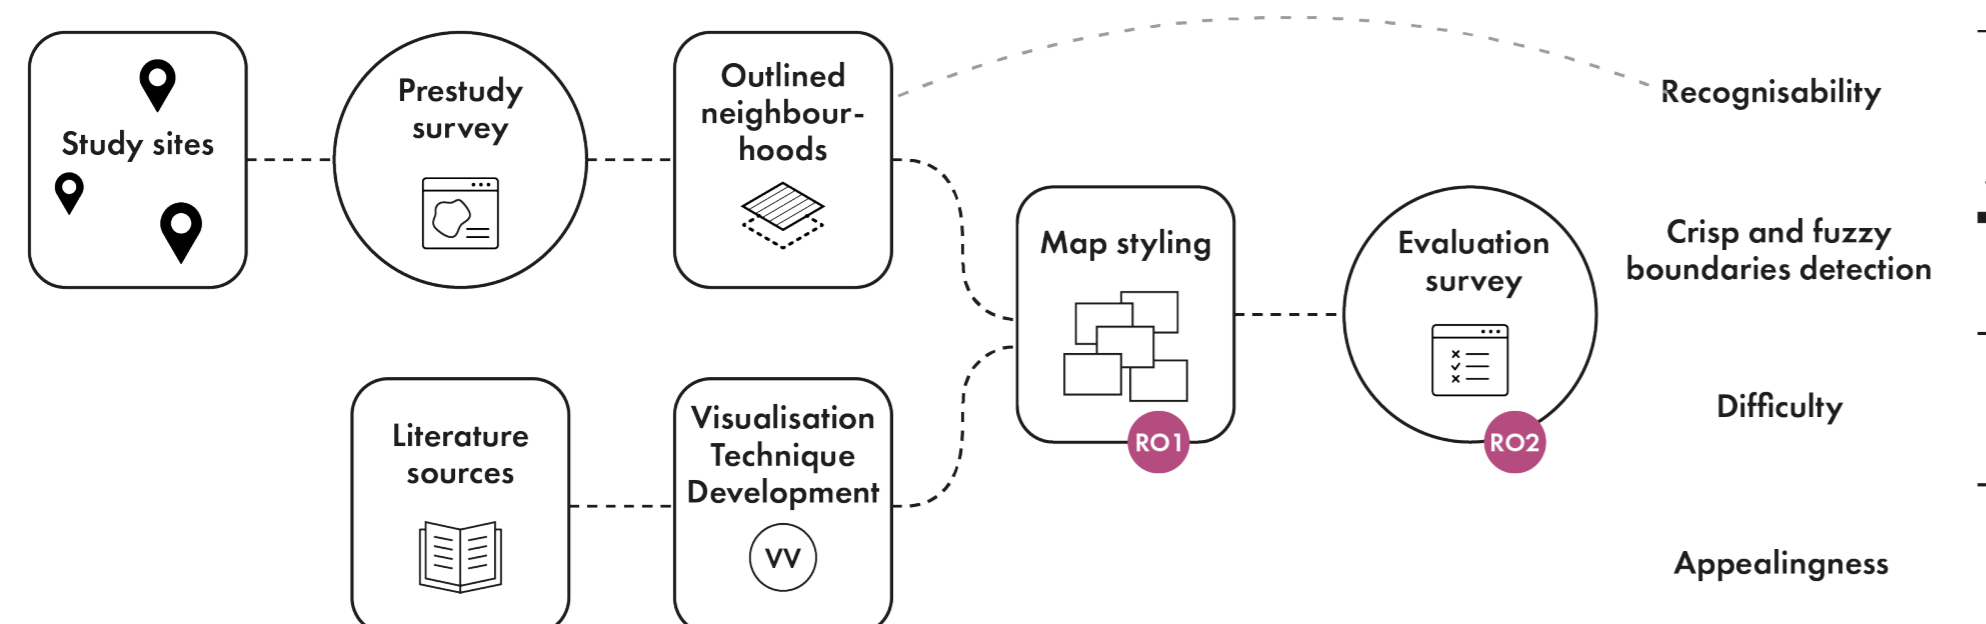 Study sites
Prestudy
survey
Outlined
neighbour-
hoods
Literature
sources
Visualisation
Technique
Development
VV
Map styling
RO1
Evaluation
survey
RO2
Recognisability
Crisp and fuzzy
boundaries detection
Difficulty
Appealingness